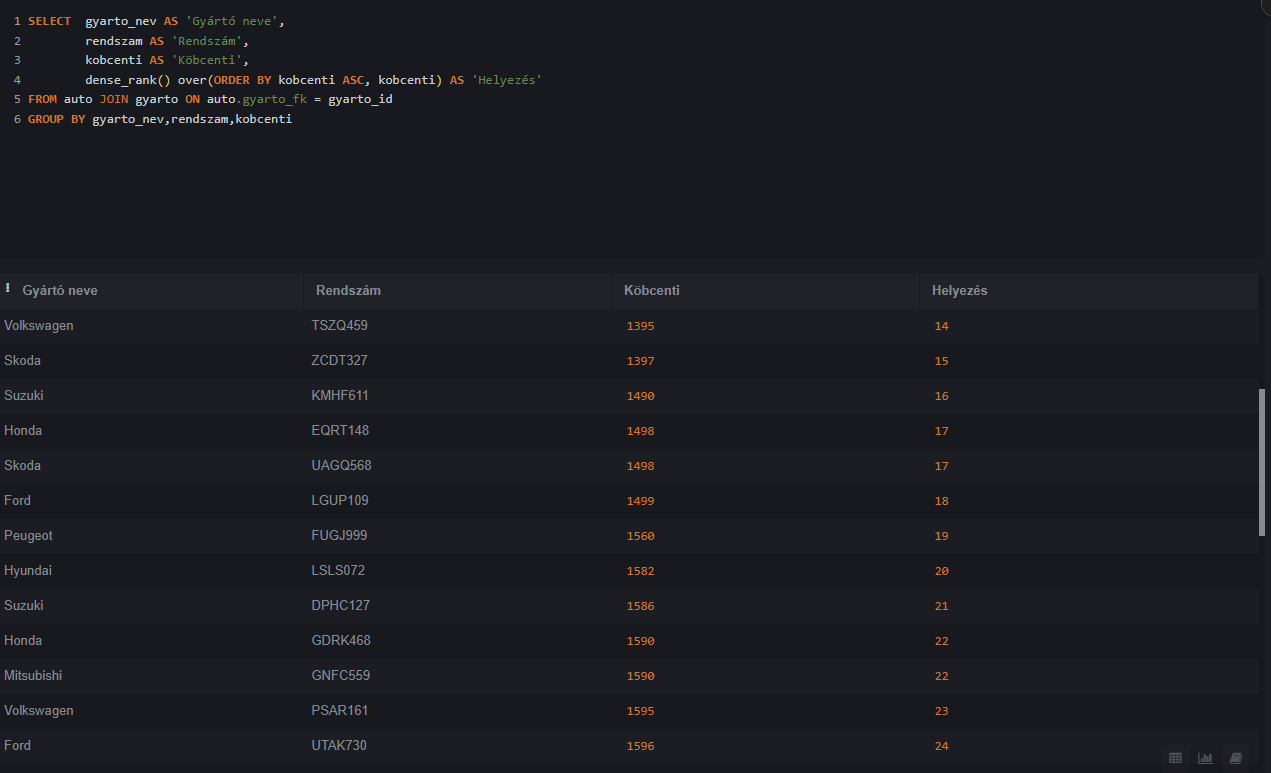 1 SELECT  gyarto_nev AS 'Gyártó neve',
2         rendszam AS 'Rendszám',
3         kobcenti AS 'Köbcenti',
4         dense_rank() over(ORDER BY kobcenti ASC, kobcenti) AS 'Helyezés'
5 FROM auto JOIN gyarto ON auto.gyarto_fk = gyarto_id
6 GROUP BY gyarto_nev,rendszam,kobcenti
Gyártó neve Rendszám Köbcenti Helyezés
Volkswagen TSZQ459 1395 14
Skoda ZCDT327 1397 15
Suzuki KMHF611 1490 16
Honda EQRT148 1498 17
Skoda UAGQ568 1498 17
Ford LGUP109 1499 18
Peugeot FUGJ999 1560 19
Hyundai LSLS072 1582 20
Suzuki DPHC127 1586 21
Honda GDRK468 1590 22
Mitsubishi GNFC559 1590 22
Volkswagen PSAR161 1595 23
Ford UTAK730 1596 24